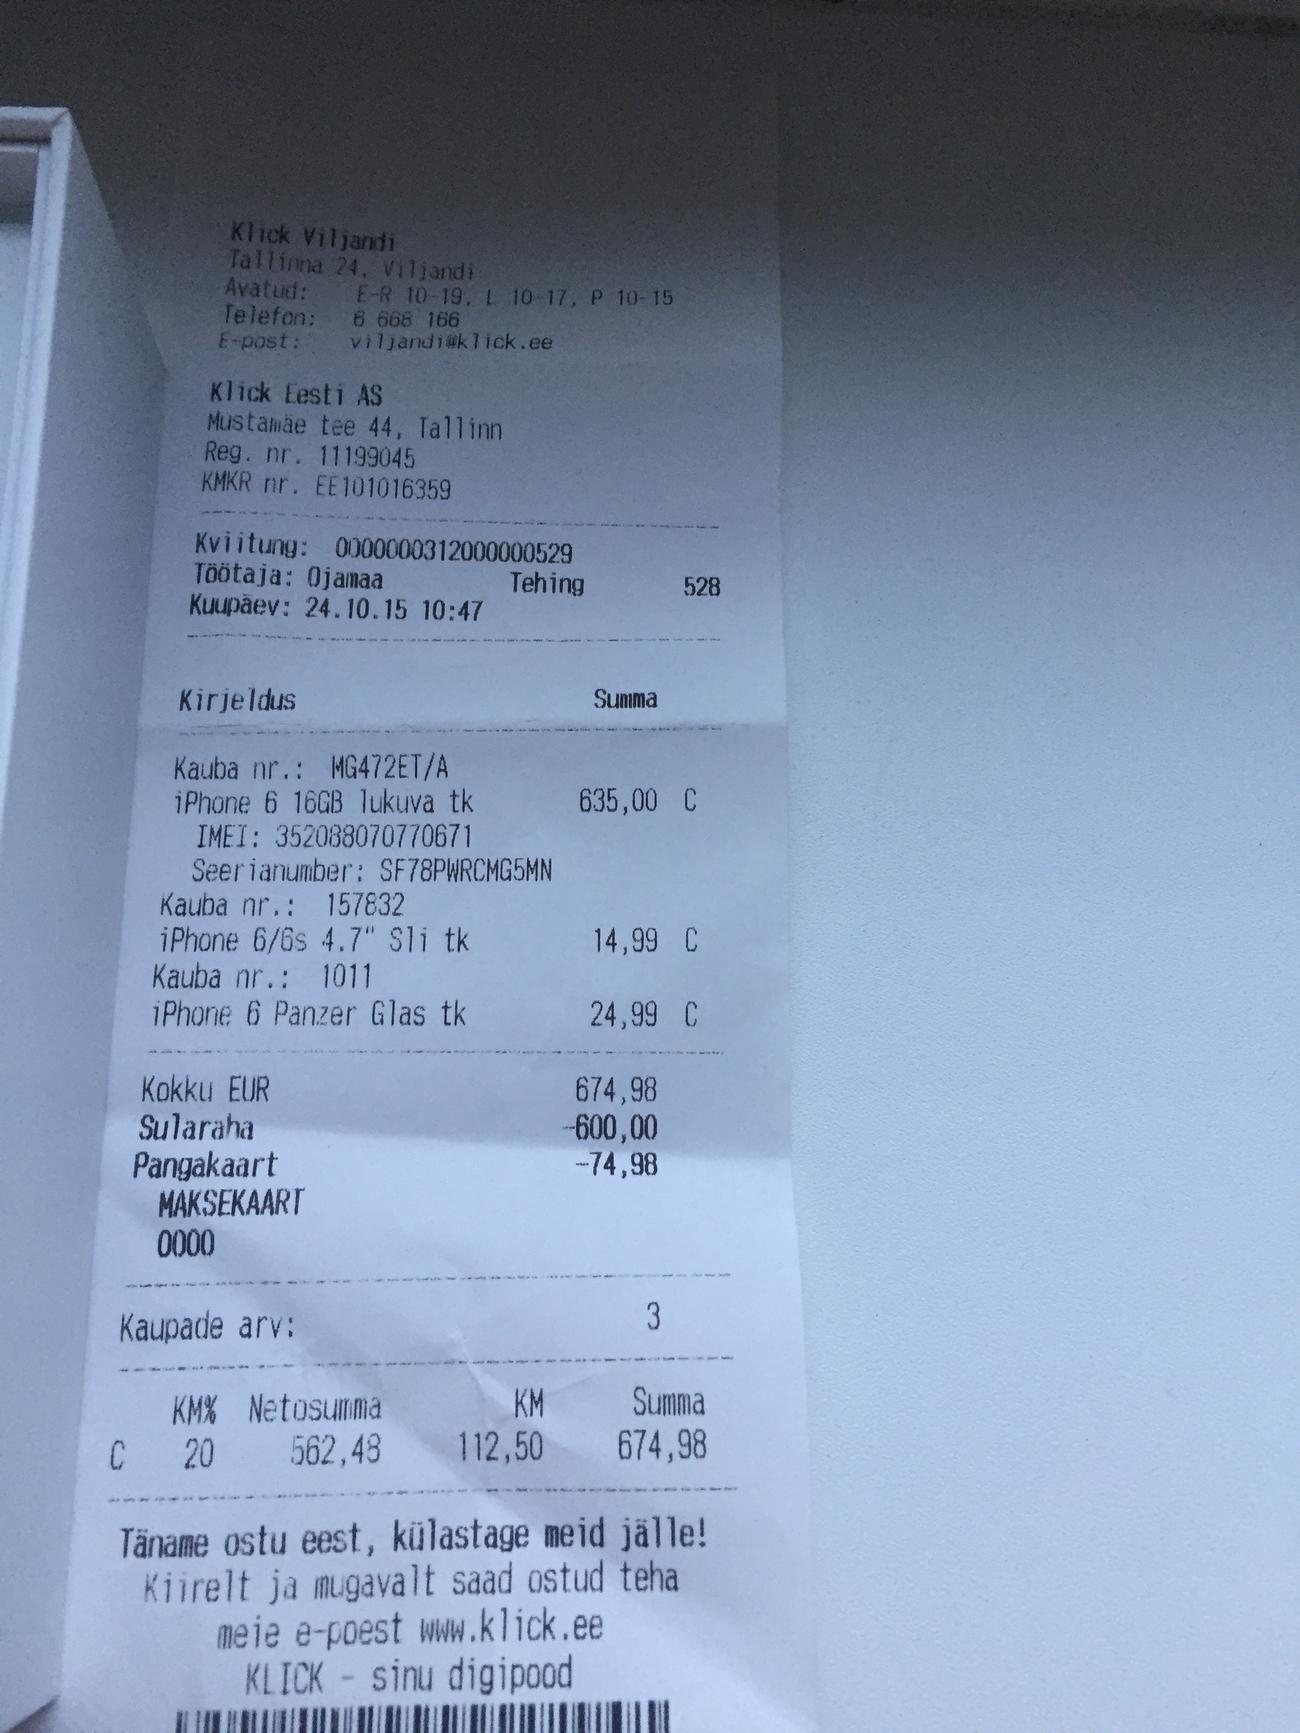 Klick Viljandi
Tallinna 24, Viljandi
Avatud: E-R 10-19, L 10-17, P 10-15
Telefon: 6 668 166
E-post: viljandi@klick.ee
Klick Eesti AS
Mustamäe tee 44, Tallinn
Reg. nr. 11199045
KMKR nr. EE101016359
Kviitung: 0000000312000000529
Töötaja: Ojamaa Tehing 528
Kuupäev: 24.10.15 10:47
Kirjeldus Summa
Kauba nr.: MG472ET/A
iPhone 6 16GB lukuva tk 635,00 C
IMEI: 352088070770671
Seerianumber: SF78PWRCMG5MN
Kauba nr.: 157832
iPhone 6/6s 4.7" Sli tk 14,99 C
Kauba nr.: 1011
iPhone 6 Panzer Glas tk 24,99 C
Kokku EUR 674,98
Sularaha -600,00
Pangakaart -74,98
MAKSEKAART
0000
Kaupade arv: 3
KM% Netosumma KM Summa
C 20 562,48 112,50 674,98
Täname ostu eest, külastage meid jälle!
Kiirelt ja mugavalt saad ostud teha
meie e-poest www.klick.ee
KLICK - sinu digipood